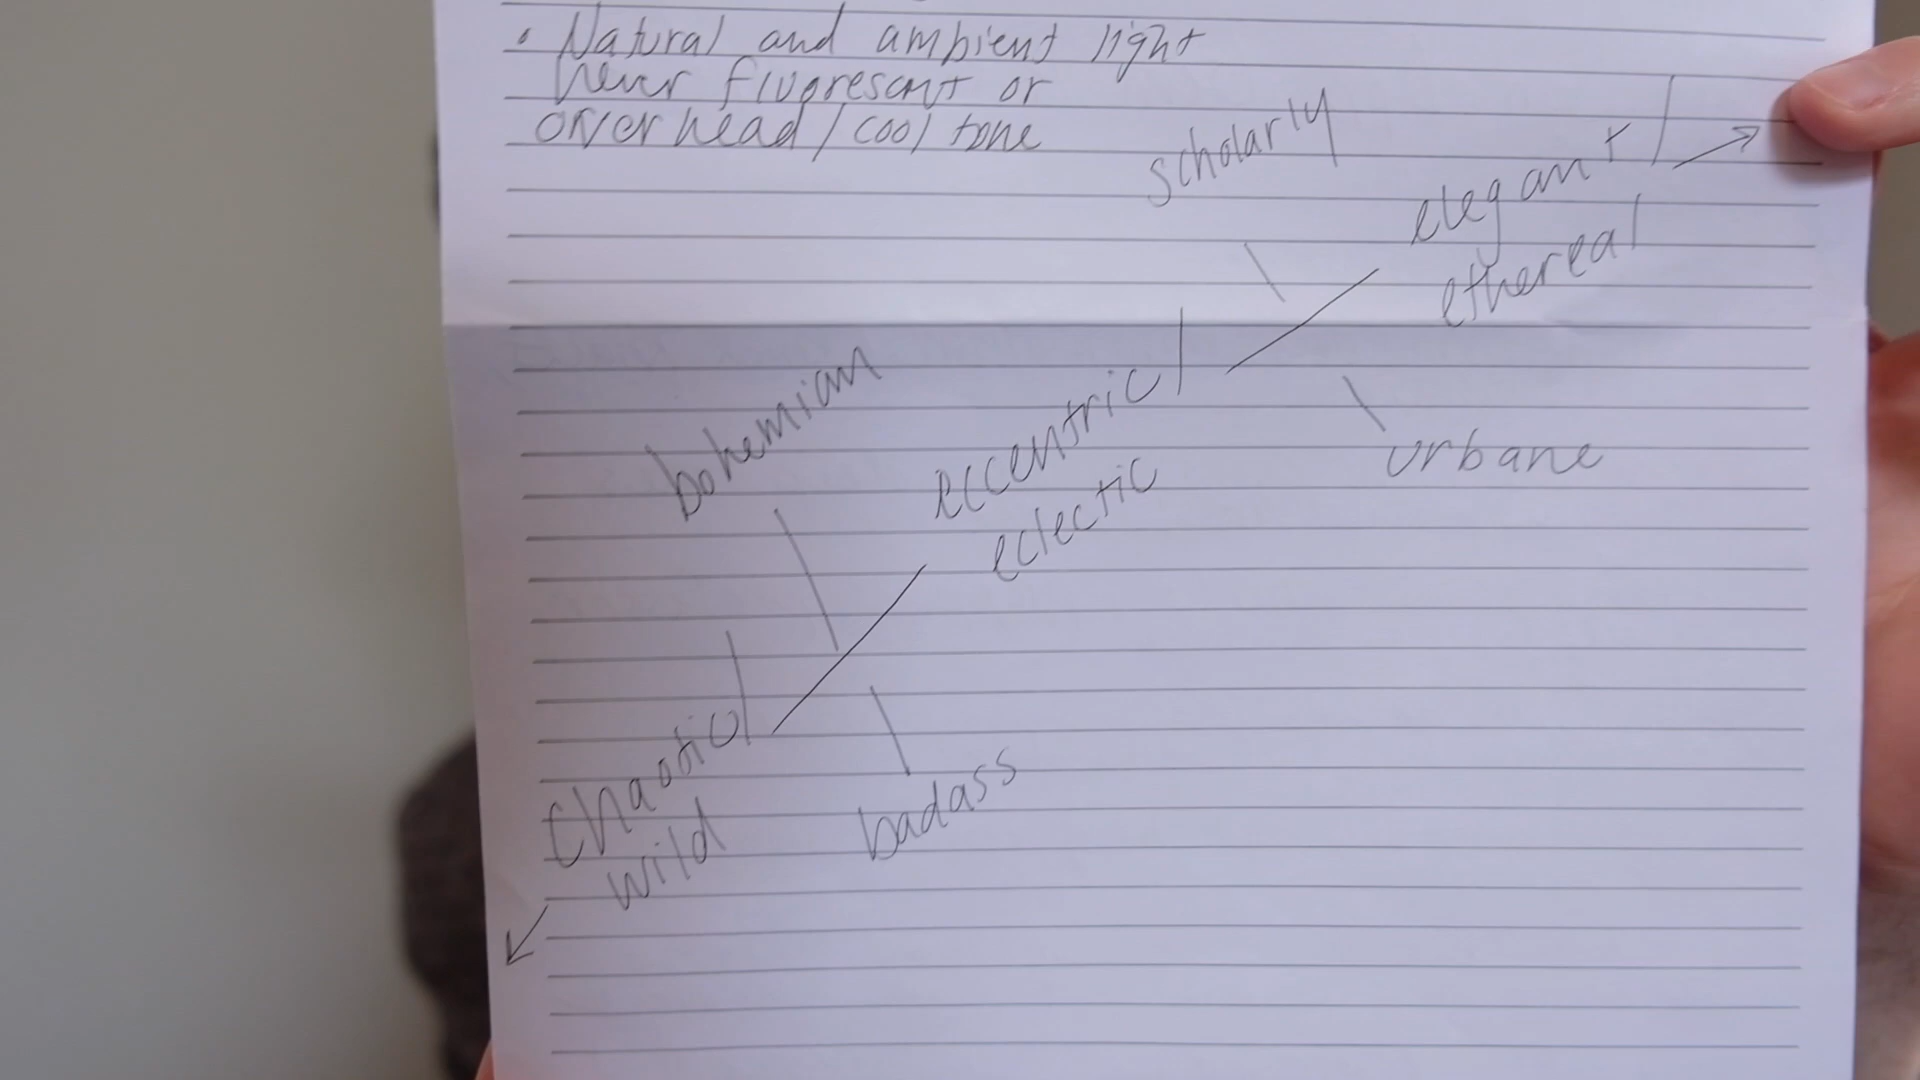 • Natural and ambient light
never fluorescent or
overhead/cool tone
scholarly
elegant/
ethereal
urbane
bohemian
eccentric/
eclectic
chaotic/
wild
badass